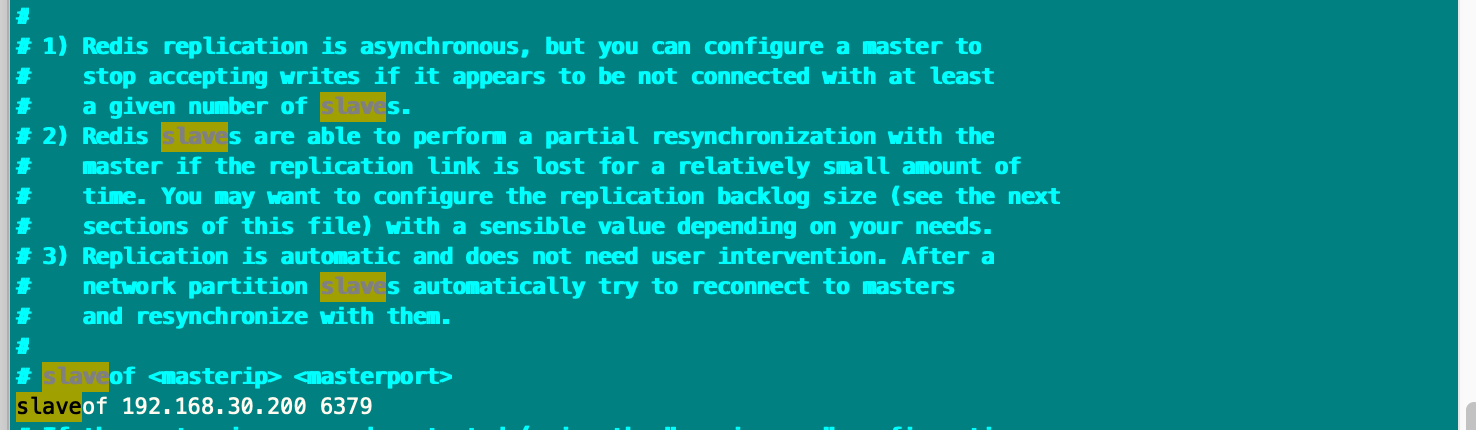 #
# 1) Redis replication is asynchronous, but you can configure a master to
#    stop accepting writes if it appears to be not connected with at least
#    a given number of slaves.
# 2) Redis slaves are able to perform a partial resynchronization with the
#    master if the replication link is lost for a relatively small amount of
#    time. You may want to configure the replication backlog size (see the next
#    sections of this file) with a sensible value depending on your needs.
# 3) Replication is automatic and does not need user intervention. After a
#    network partition slaves automatically try to reconnect to masters
#    and resynchronize with them.
#
# slaveof <masterip> <masterport>
slaveof 192.168.30.200 6379